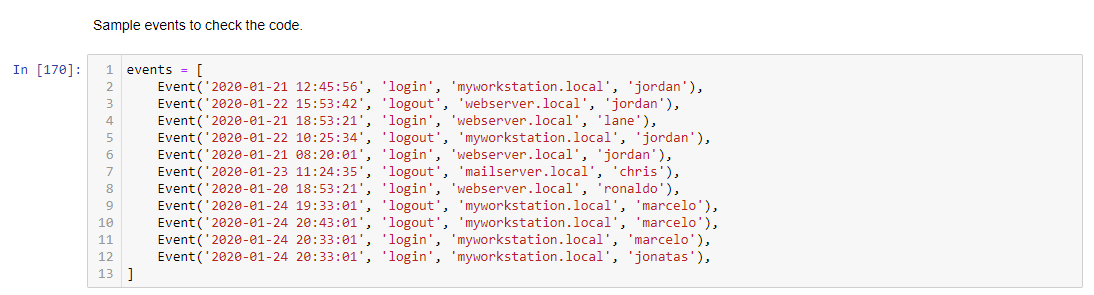 Sample events to check the code.
In [170]: 1 events = [
2     Event('2020-01-21 12:45:56', 'login', 'myworkstation.local', 'jordan'),
3     Event('2020-01-22 15:53:42', 'logout', 'webserver.local', 'jordan'),
4     Event('2020-01-21 18:53:21', 'login', 'webserver.local', 'lane'),
5     Event('2020-01-22 10:25:34', 'logout', 'myworkstation.local', 'jordan'),
6     Event('2020-01-21 08:20:01', 'login', 'webserver.local', 'jordan'),
7     Event('2020-01-23 11:24:35', 'logout', 'mailserver.local', 'chris'),
8     Event('2020-01-20 18:53:21', 'login', 'webserver.local', 'ronaldo'),
9     Event('2020-01-24 19:33:01', 'logout', 'myworkstation.local', 'marcelo'),
10     Event('2020-01-24 20:43:01', 'logout', 'myworkstation.local', 'marcelo'),
11     Event('2020-01-24 20:33:01', 'login', 'myworkstation.local', 'marcelo'),
12     Event('2020-01-24 20:33:01', 'login', 'myworkstation.local', 'jonatas'),
13 ]